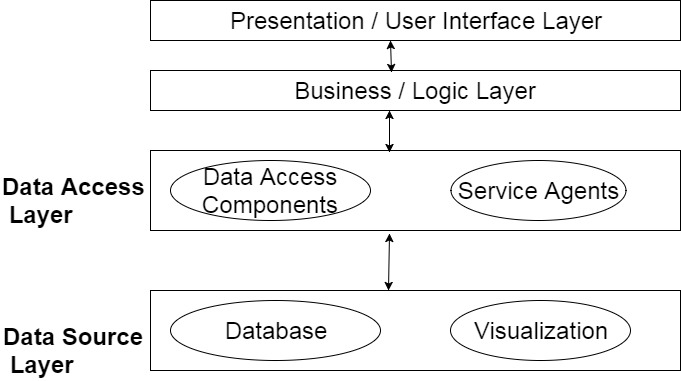 Presentation / User Interface Layer
Business / Logic Layer
Data Access
Layer
Data Access
Components
Service Agents
Data Source
Layer
Database
Visualization